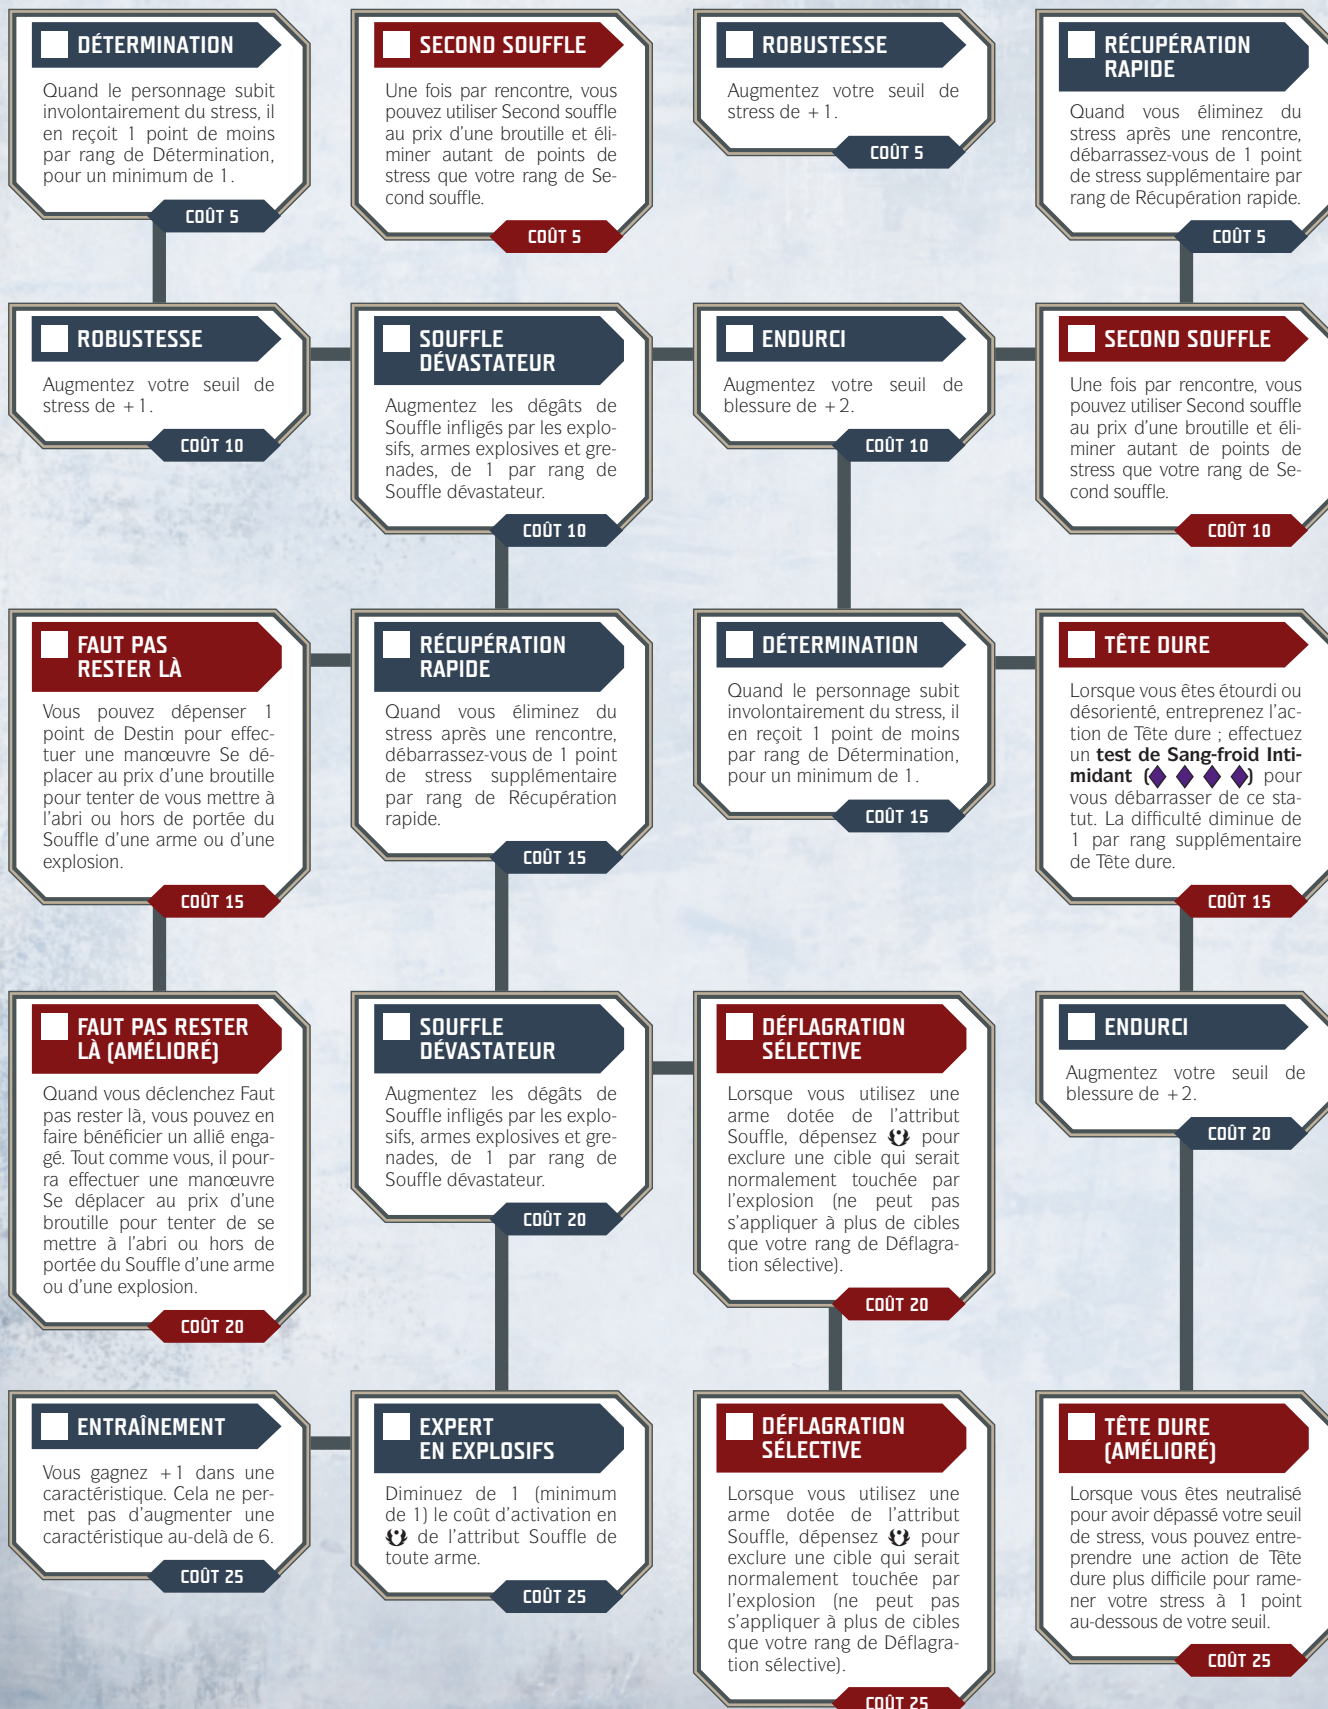 DÉTERMINATION
Quand le personnage subit
involontairement du stress, il
en reçoit 1 point de moins
par rang de Détermination,
pour un minimum de 1.
COÛT 5
SECOND SOUFFLE
Une fois par rencontre, vous
pouvez utiliser Second souffle
au prix d'une broutille et éli-
miner autant de points de
stress que votre rang de Se-
cond souffle.
COÛT 5
ROBUSTESSE
Augmentez votre seuil de
stress de +1.
COÛT 5
RÉCUPÉRATION
RAPIDE
Quand vous éliminez du
stress après une rencontre,
débarrassez-vous de 1 point
de stress supplémentaire par
rang de Récupération rapide.
COÛT 5
ROBUSTESSE
Augmentez votre seuil de
stress de +1.
COÛT 10
SOUFFLE
DÉVASTATEUR
Augmentez les dégâts de
Souffle infligés par les explo-
sifs, armes explosives et gre-
nades, de 1 par rang de
Souffle dévastateur.
COÛT 10
ENDURCI
Augmentez votre seuil de
blessure de +2.
COÛT 10
SECOND SOUFFLE
Une fois par rencontre, vous
pouvez utiliser Second souffle
au prix d'une broutille et éli-
miner autant de points de
stress que votre rang de Se-
cond souffle.
COÛT 10
FAUT PAS
RESTER LÀ
Vous pouvez dépenser 1
point de Destin pour effec-
tuer une manœuvre Se dé-
placer au prix d'une broutille
pour tenter de vous mettre à
l'abri ou hors de portée du
Souffle d'une arme ou d'une
explosion.
COÛT 15
RÉCUPÉRATION
RAPIDE
Quand vous éliminez du
stress après une rencontre,
débarrassez-vous de 1 point
de stress supplémentaire
par rang de Récupération
rapide.
COÛT 15
DÉTERMINATION
Quand le personnage subit
involontairement du stress, il
en reçoit 1 point de moins
par rang de Détermination,
pour un minimum de 1.
COÛT 15
TÊTE DURE
Lorsque vous êtes étourdi ou
désorienté, entreprenez l'ac-
tion de Tête dure ; effectuez
un test de Sang-froid Inti-
midant (◆ ◆ ◆ ◆) pour
vous débarrasser de ce sta-
tut. La difficulté diminue de
1 par rang supplémentaire
de Tête dure.
COÛT 15
FAUT PAS RESTER
LÀ (AMÉLIORÉ)
Quand vous déclenchez Faut
pas rester là, vous pouvez en
faire bénéficier un allié enga-
gé. Tout comme vous, il pour-
ra effectuer une manœuvre
Se déplacer au prix d'une
broutille pour tenter de se
mettre à l'abri ou hors de
portée du Souffle d'une arme
ou d'une explosion.
COÛT 20
SOUFFLE
DÉVASTATEUR
Augmentez les dégâts de
Souffle infligés par les explo-
sifs, armes explosives et gre-
nades, de 1 par rang de
Souffle dévastateur.
COÛT 20
DÉFLAGRATION
SÉLECTIVE
Lorsque vous utilisez une
arme dotée de l'attribut
Souffle, dépensez pour
exclure une cible qui serait
normalement touchée par
l'explosion (ne peut pas
s'appliquer à plus de cibles
que votre rang de Déflagra-
tion sélective).
COÛT 20
ENDURCI
Augmentez votre seuil de
blessure de +2.
COÛT 20
ENTRAÎNEMENT
Vous gagnez +1 dans une
caractéristique. Cela ne per-
met pas d'augmenter une
caractéristique au-delà de 6.
COÛT 25
EXPERT
EN EXPLOSIFS
Diminuez de 1 (minimum
de 1) le coût d'activation en
de l'attribut Souffle de
toute arme.
COÛT 25
DÉFLAGRATION
SÉLECTIVE
Lorsque vous utilisez une
arme dotée de l'attribut
Souffle, dépensez pour
exclure une cible qui serait
normalement touchée par
l'explosion (ne peut pas
s'appliquer à plus de cibles
que votre rang de Déflagra-
tion sélective).
COÛT 25
TÊTE DURE
(AMÉLIORÉ)
Lorsque vous êtes neutralisé
pour avoir dépassé votre seuil
de stress, vous pouvez entre-
prendre une action de Tête
dure plus difficile pour rame-
ner votre stress à 1 point
au-dessous de votre seuil.
COÛT 25